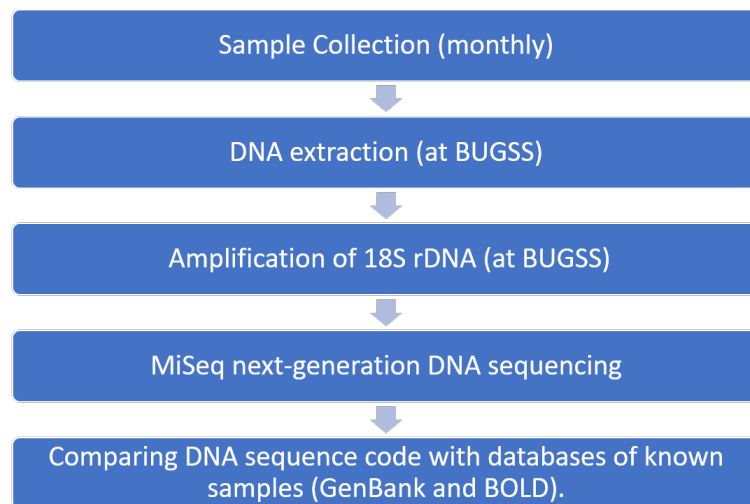 Sample Collection (monthly)
DNA extraction (at BUGSS)
Amplification of 18S rDNA (at BUGSS)
MiSeq next-generation DNA sequencing
Comparing DNA sequence code with databases of known
samples (GenBank and BOLD).